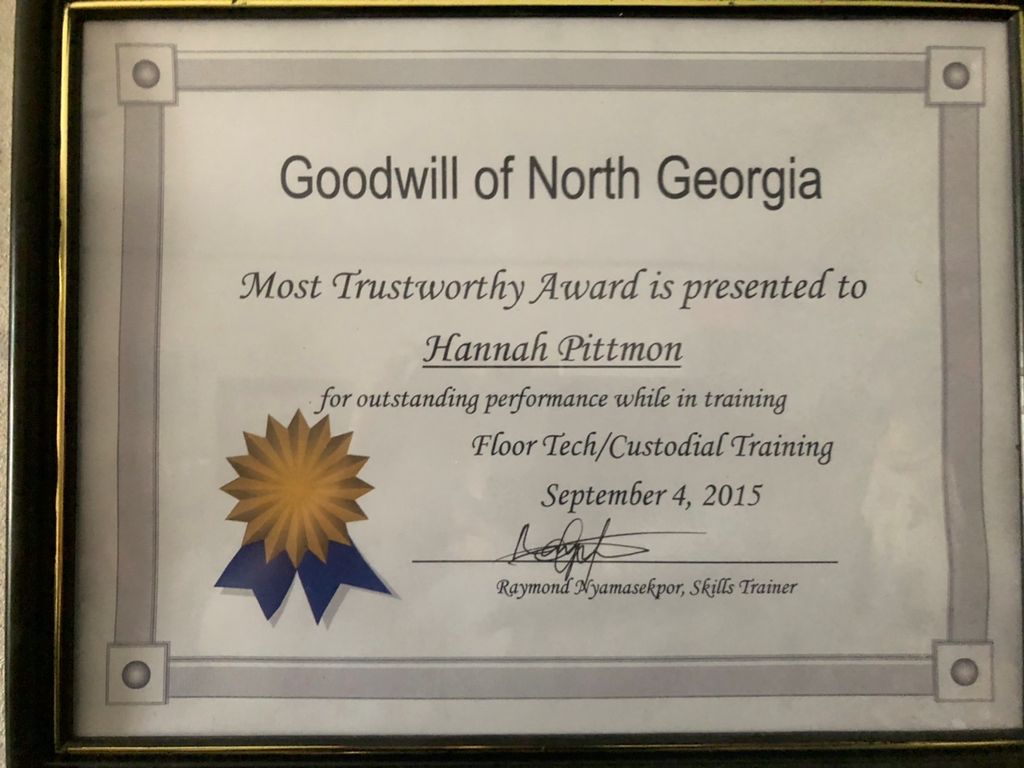 Goodwill of North Georgia
Most Trustworthy Award is presented to
Hannah Pittmon
for outstanding performance while in training
Floor Tech/Custodial Training
September 4, 2015
Raymond Nyamasekpor, Skills Trainer